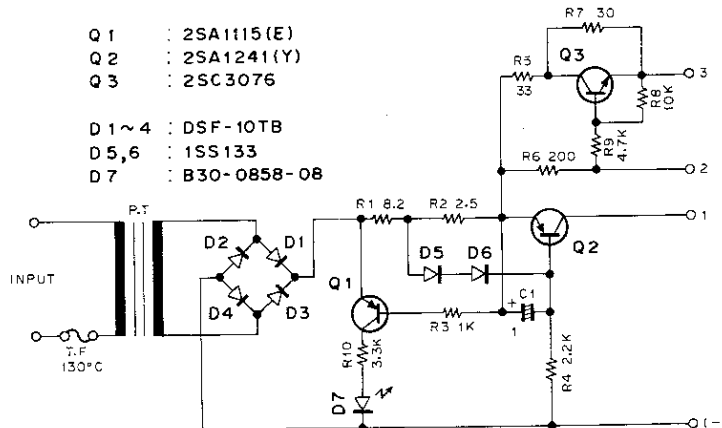 Q1 : 2SA1115(E)
Q2 : 2SA1241(Y)
Q3 : 2SC3076
D1~4 : DSF-10TB
D5,6 : 1SS133
D7 : B30-0858-08
R7 30
Q3
R5
33
R8
10K
R9
4.7K
R6 200
3
2
1
P.T
INPUT
T.F
130°C
D2
D1
D4
D3
R1 8.2
R2 2.5
D5
D6
Q2
Q1
R3 1K
+
C1
1
R10
3.3K
R4 2.2K
D7
(-